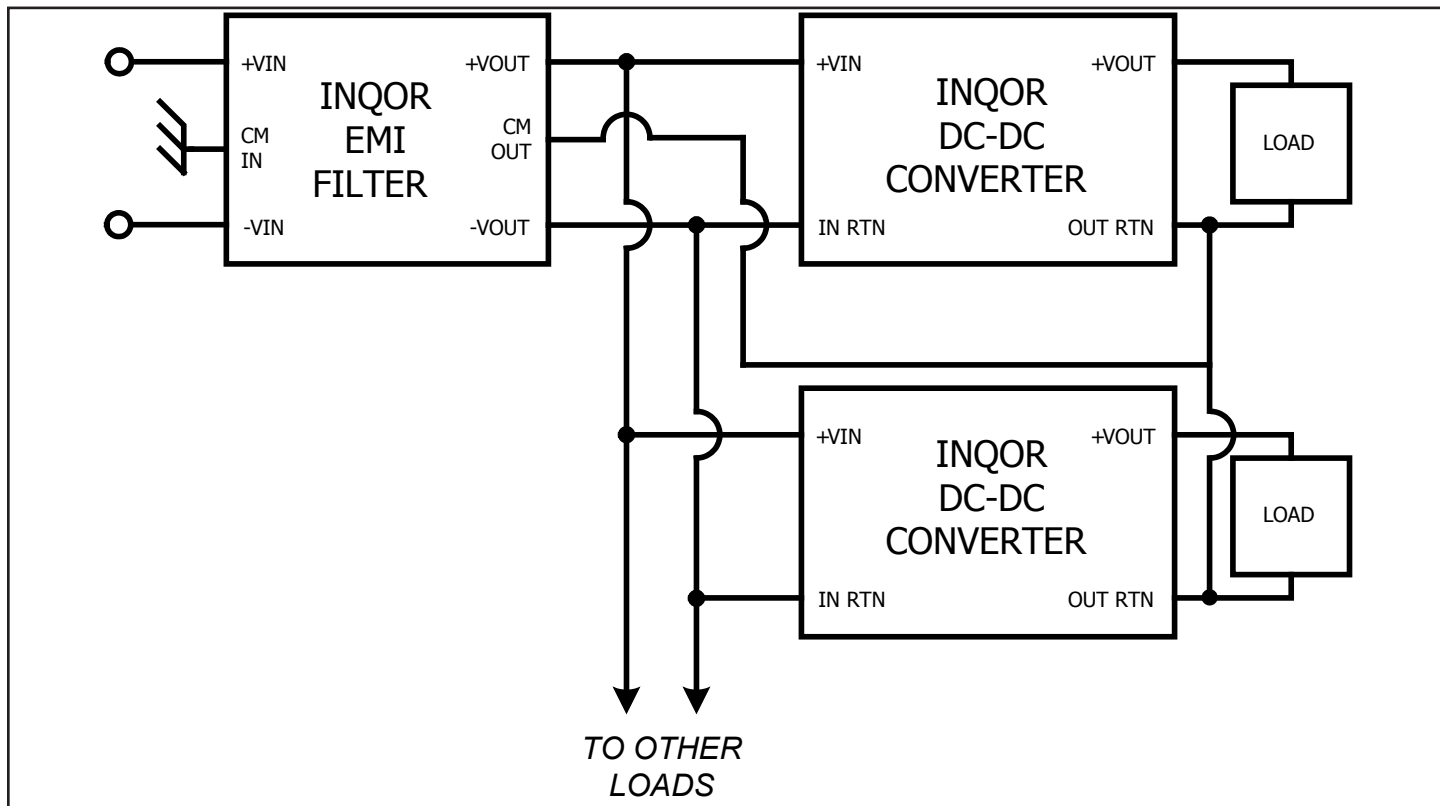 +VIN
CM
IN
-VIN
INQOR
EMI
FILTER
+VOUT
CM
OUT
-VOUT
+VIN
IN RTN
INQOR
DC-DC
CONVERTER
+VOUT
OUT RTN
LOAD
+VIN
IN RTN
INQOR
DC-DC
CONVERTER
+VOUT
OUT RTN
LOAD
TO OTHER
LOADS